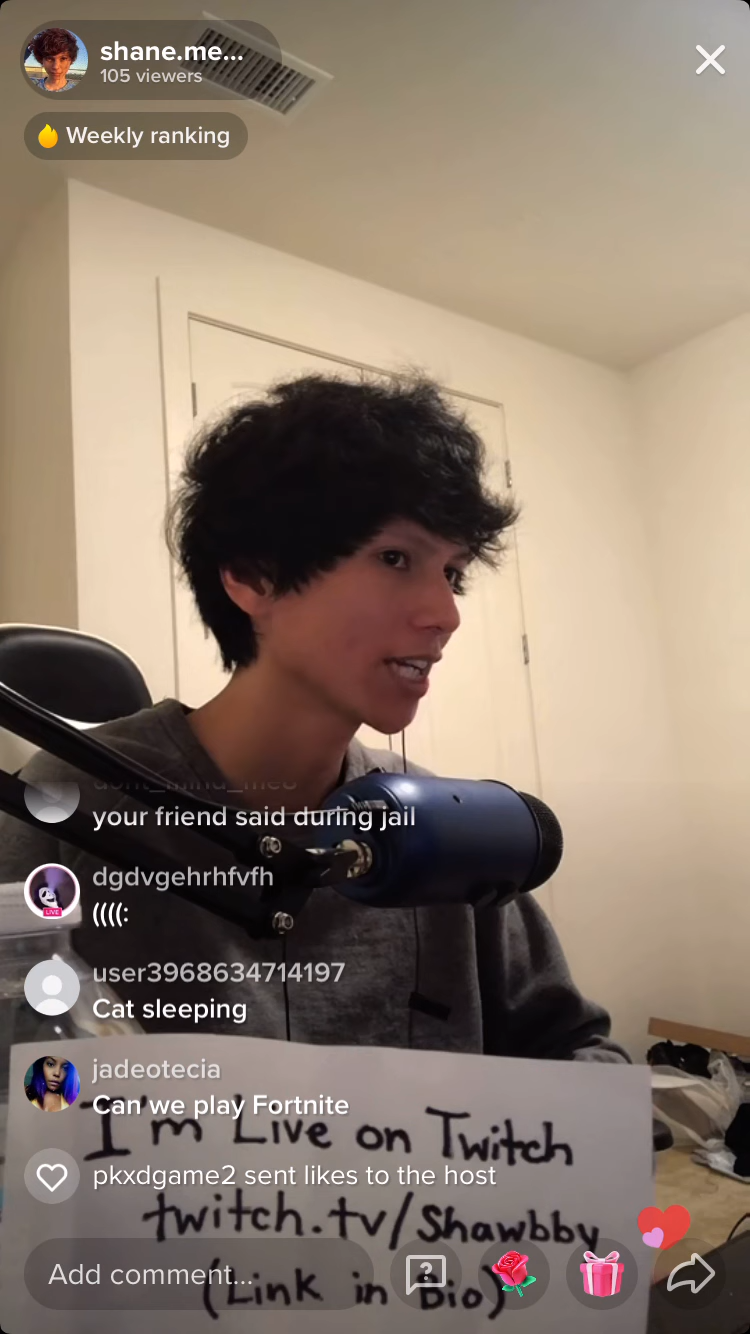 shane.me...
105 viewers
Weekly ranking
your friend said during jail
dgdvgehrhfvfh
LIVE
((((:
user3968634714197
Cat sleeping
jadeotecia
Can we play Fortnite
I'm Live on Twitch
pkxdgame2 sent likes to the host
twitch.tv/Shawbby
Add comment...
(Link in Bio)